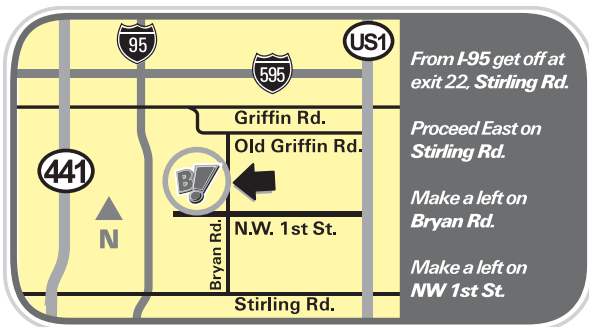 95
US1
595
Griffin Rd.
Old Griffin Rd.
441
B!
N
N.W. 1st St.
Bryan Rd.
Stirling Rd.
From I-95 get off at
exit 22, Stirling Rd.
Proceed East on
Stirling Rd.
Make a left on
Bryan Rd.
Make a left on
NW 1st St.